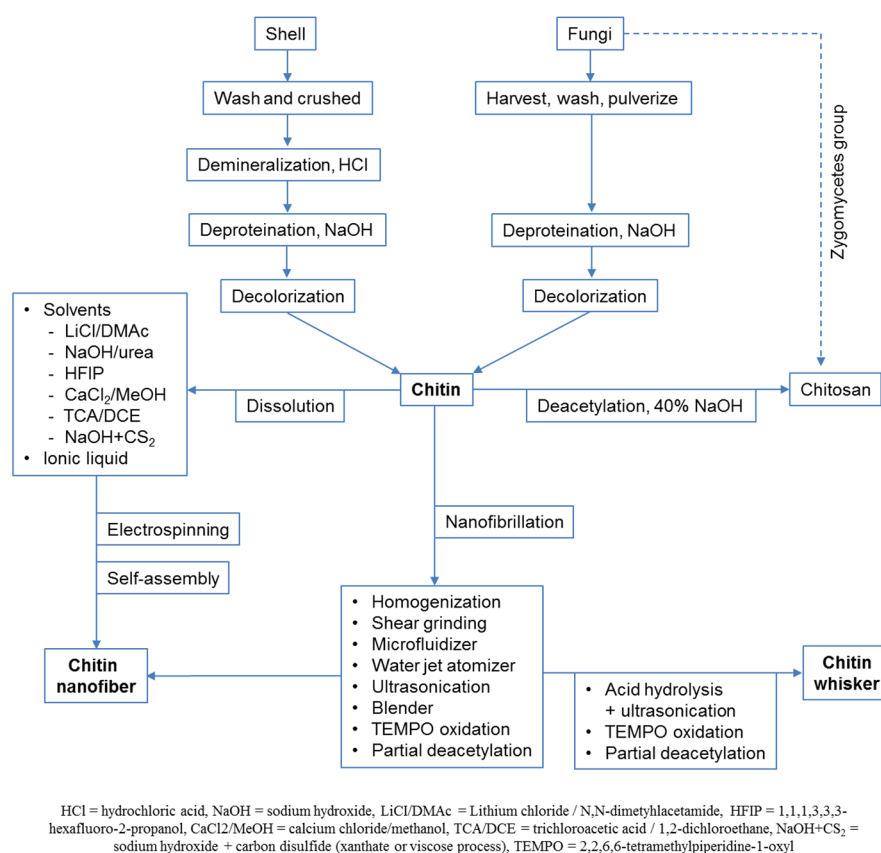 Shell
Fungi
Wash and crushed
Harvest, wash, pulverize
Demineralization, HCl
Zygomycetes group
Deproteination, NaOH
Deproteination, NaOH
Decolorization
Decolorization
• Solvents
- LiCl/DMAc
- NaOH/urea
- HFIP
- CaCl2/MeOH
- TCA/DCE
- NaOH+CS2
• Ionic liquid
Chitin
Chitosan
Dissolution
Deacetylation, 40% NaOH
Electrospinning
Nanofibrillation
Self-assembly
• Homogenization
• Shear grinding
• Microfluidizer
• Water jet atomizer
• Ultrasonication
• Blender
• TEMPO oxidation
• Partial deacetylation
Chitin
nanofiber
Chitin
whisker
• Acid hydrolysis
+ ultrasonication
• TEMPO oxidation
• Partial deacetylation
HCl = hydrochloric acid, NaOH = sodium hydroxide, LiCl/DMAc = Lithium chloride / N,N-dimetyhlacetamide, HFIP = 1,1,1,3,3,3-
hexafluoro-2-propanol, CaCl2/MeOH = calcium chloride/methanol, TCA/DCE = trichloroacetic acid / 1,2-dichloroethane, NaOH+CS2 =
sodium hydroxide + carbon disulfide (xanthate or viscose process), TEMPO = 2,2,6,6-tetramethylpiperidine-1-oxyl